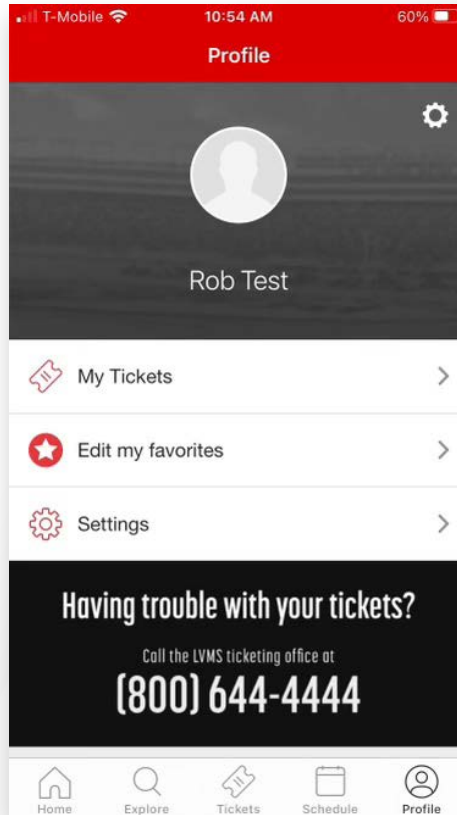 T-Mobile 10:54 AM 60%
Profile
Rob Test
My Tickets
Edit my favorites
Settings
Having trouble with your tickets?
Call the LVMS ticketing office at
(800) 644-4444
Home Explore Tickets Schedule Profile